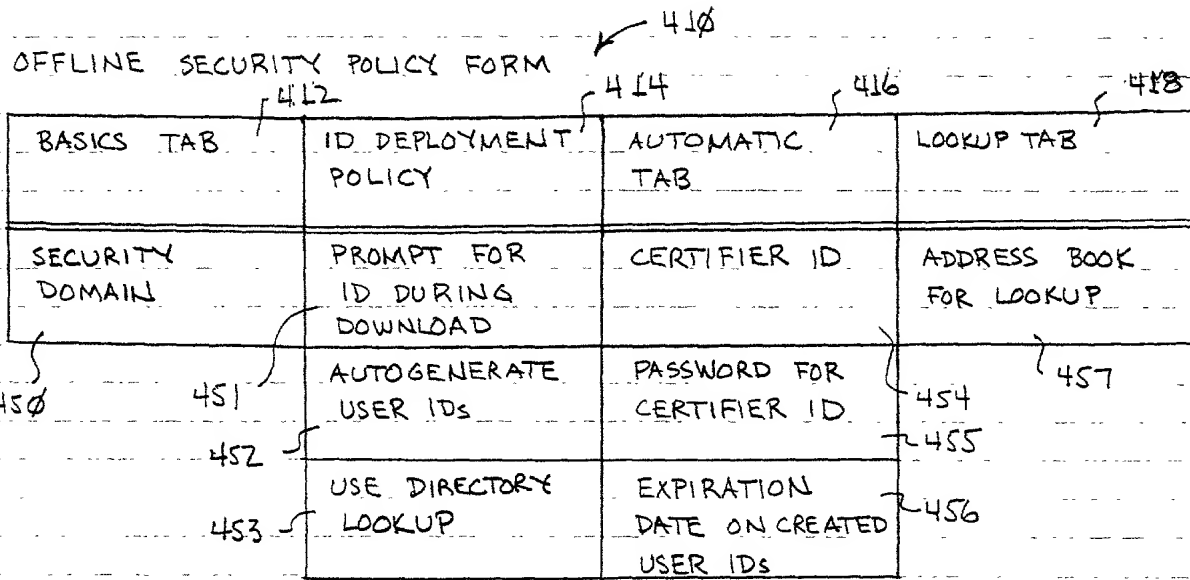 410
OFFLINE SECURITY POLICY FORM
412
414
416
418
BASICS TAB
ID DEPLOYMENT
POLICY
AUTOMATIC
TAB
LOOKUP TAB
SECURITY
DOMAIN
PROMPT FOR
ID DURING
DOWNLOAD
CERTIFIER ID
ADDRESS BOOK
FOR LOOKUP
450
451
454
457
AUTOGENERATE
USER IDs
452
PASSWORD FOR
CERTIFIER ID
455
USE DIRECTORY
LOOKUP
453
EXPIRATION
DATE ON CREATED
USER IDs
456